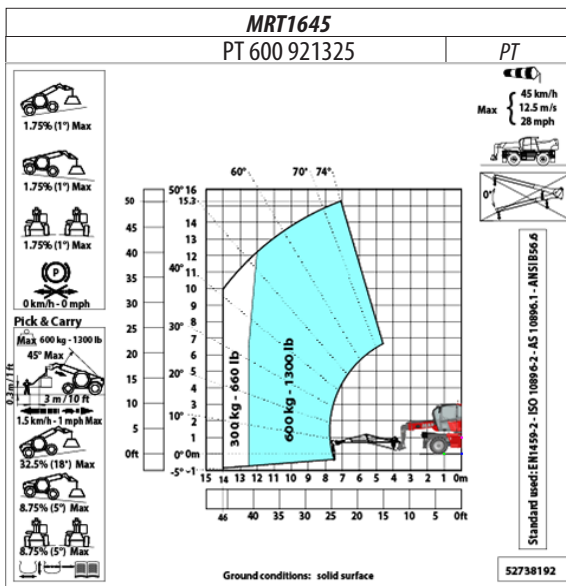 MRT1645
PT 600 921325 PT
1.75% (1°) Max
1.75% (1°) Max
1.75% (1°) Max
P
0 km/h - 0 mph
Pick & Carry
Max 600 kg - 1300 lb
45° Max
0.3 m / 1 ft
3 m / 10 ft
1.5 km/h - 1 mph Max
32.5% (18°) Max
8.75% (5°) Max
8.75% (5°) Max
Max
45 km/h
12.5 m/s
28 mph
0°
60° 70° 74°
50° 40° 30° 20° 10° 0° -5°
50 45 40 35 30 25 20 15 10 5 0ft
16 15.3 14 13 12 11 10 9 8 7 6 5 4 3 2 1 0m -1
300 kg - 660 lb
600 kg - 1300 lb
15 14 13 12 11 10 9 8 7 6 5 4 3 2 1 0m
46 40 35 30 25 20 15 10 5 0ft
Standard used: EN1459-2 - ISO 10896-2 - AS 10896.1 - ANSI B56.6
Ground conditions: solid surface
52738192